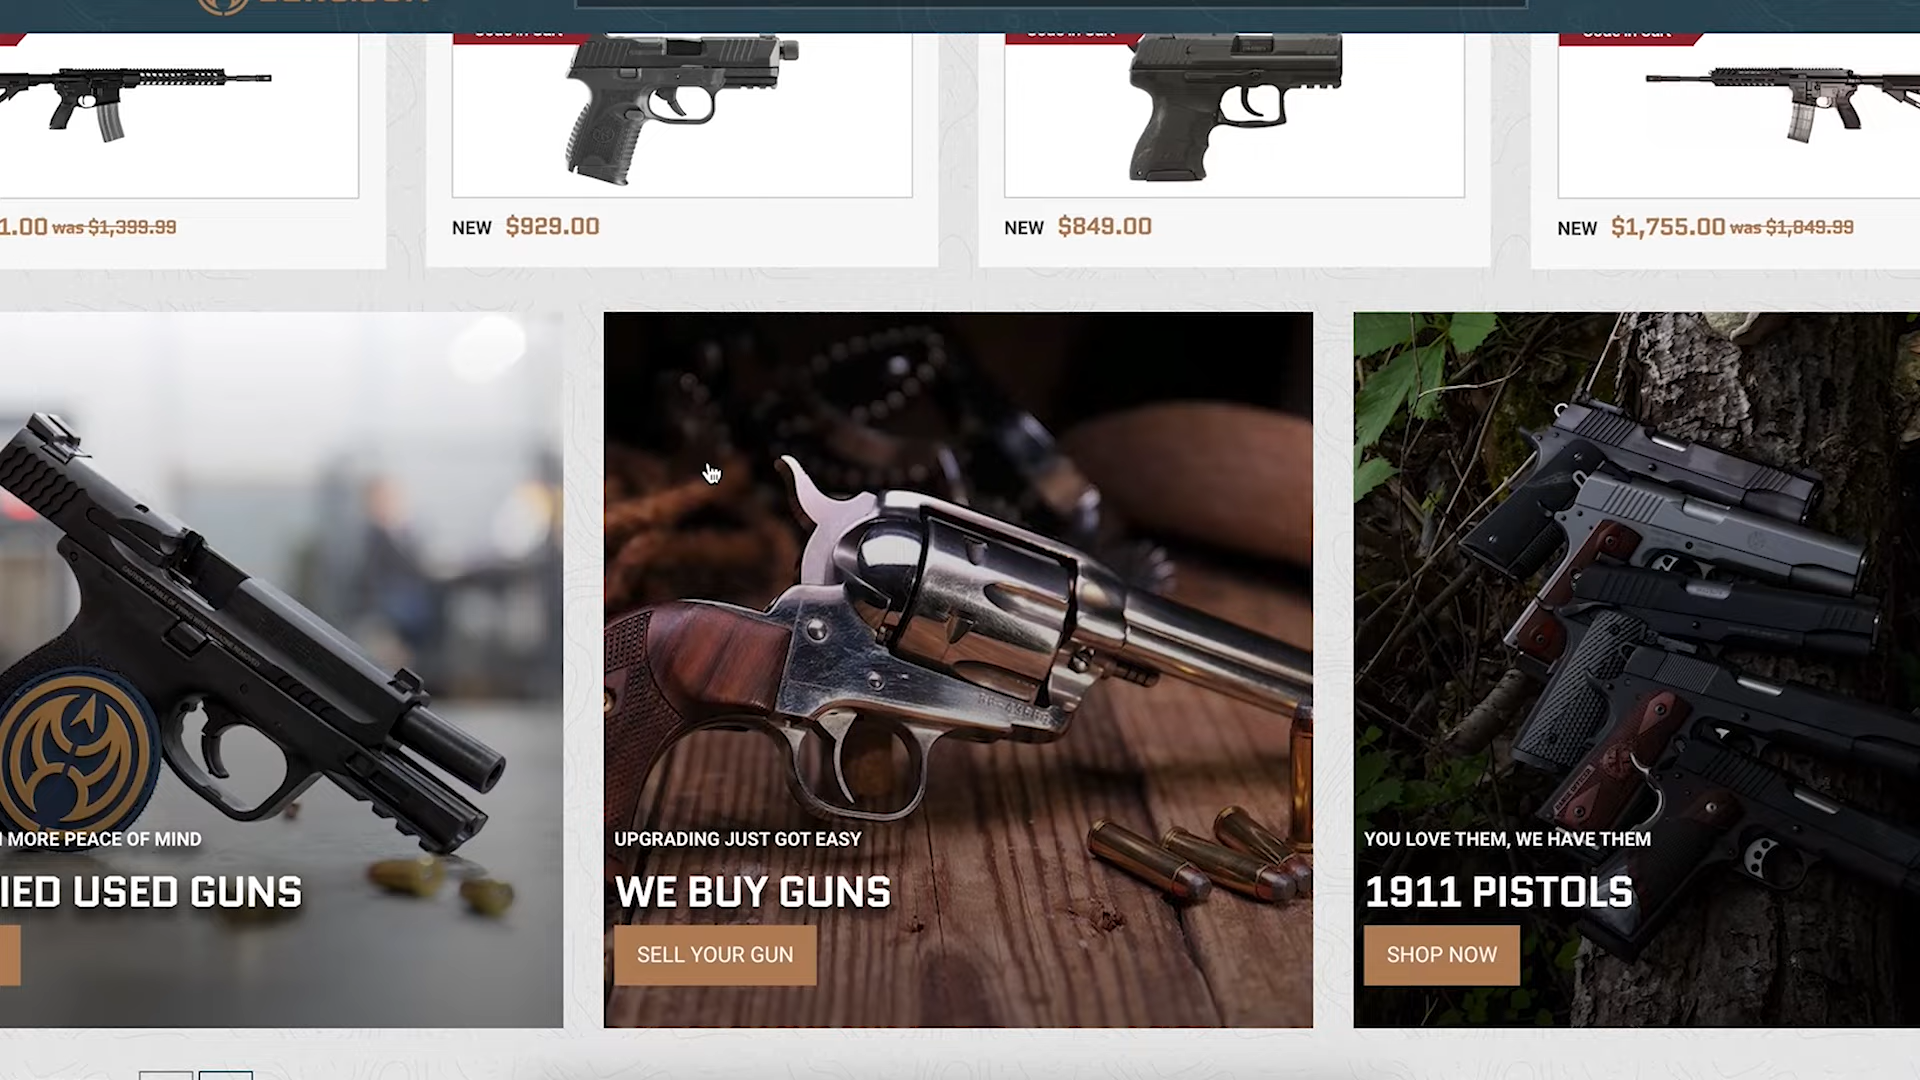 1.00 was $1,399.99
NEW $929.00
NEW $849.00
NEW $1,755.00 was $1,849.99
MORE PEACE OF MIND
IED USED GUNS
UPGRADING JUST GOT EASY
WE BUY GUNS
SELL YOUR GUN
YOU LOVE THEM, WE HAVE THEM
1911 PISTOLS
SHOP NOW